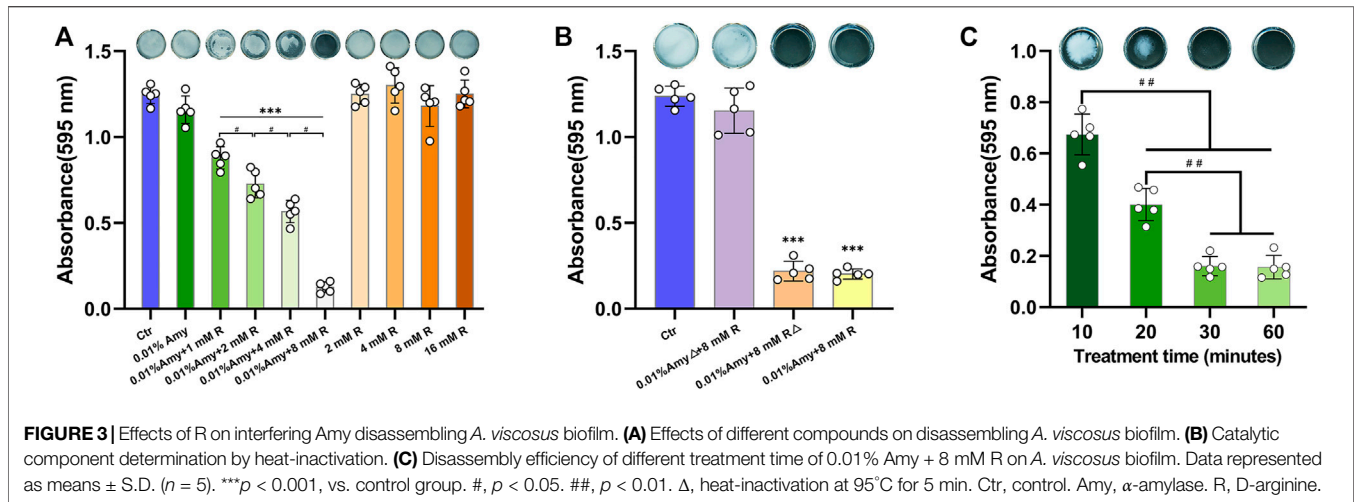 A
B
C
1.5
1.0
0.5
0.0
Absorbance(595 nm)
***
#
#
#
Ctr
0.01% Amy
0.01%Amy+1 mM R
0.01%Amy+2 mM R
0.01%Amy+4 mM R
0.01%Amy+8 mM R
2 mM R
4 mM R
8 mM R
16 mM R
1.5
1.0
0.5
0.0
Absorbance(595 nm)
***
***
Ctr
0.01%Amy△+8 mM R
0.01%Amy+8 mM R△
0.01%Amy+8 mM R
1.0
0.8
0.6
0.4
0.2
0.0
Absorbance(595 nm)
# #
# #
10 20 30 60
Treatment time (minutes)
FIGURE 3 | Effects of R on interfering Amy disassembling A. viscosus biofilm. (A) Effects of different compounds on disassembling A. viscosus biofilm. (B) Catalytic
component determination by heat-inactivation. (C) Disassembly efficiency of different treatment time of 0.01% Amy + 8 mM R on A. viscosus biofilm. Data represented
as means ± S.D. (n = 5). ***p < 0.001, vs. control group. #, p < 0.05. ##, p < 0.01. Δ, heat-inactivation at 95°C for 5 min. Ctr, control. Amy, α-amylase. R, D-arginine.